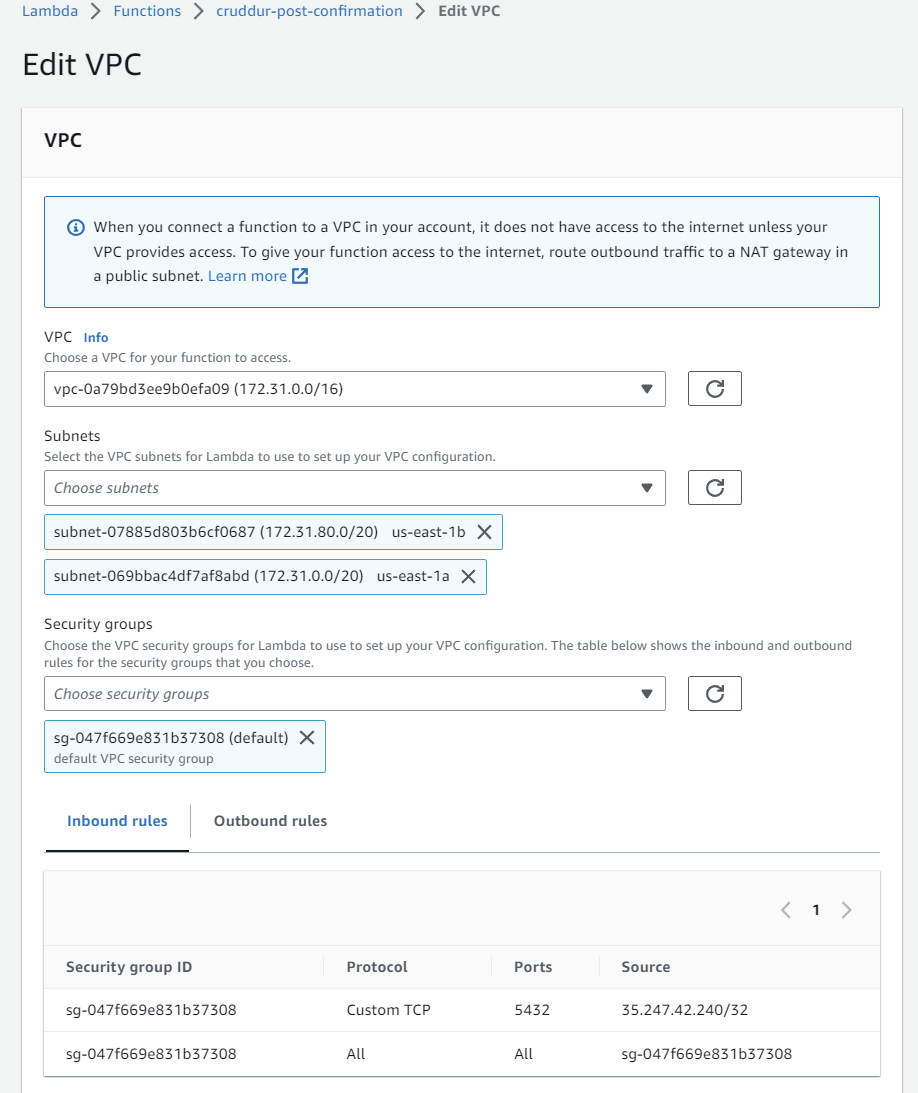 Lambda > Functions > cruddur-post-confirmation > Edit VPC
Edit VPC
VPC
When you connect a function to a VPC in your account, it does not have access to the internet unless your
VPC provides access. To give your function access to the internet, route outbound traffic to a NAT gateway in
a public subnet. Learn more
VPC Info
Choose a VPC for your function to access.
vpc-0a79bd3ee9b0efa09 (172.31.0.0/16)
Subnets
Select the VPC subnets for Lambda to use to set up your VPC configuration.
Choose subnets
subnet-07885d803b6cf0687 (172.31.80.0/20) us-east-1b
subnet-069bbac4df7af8abd (172.31.0.0/20) us-east-1a
Security groups
Choose the VPC security groups for Lambda to use to set up your VPC configuration. The table below shows the inbound and outbound
rules for the security groups that you choose.
Choose security groups
sg-047f669e831b37308 (default)
default VPC security group
Inbound rules Outbound rules
1
Security group ID Protocol Ports Source
sg-047f669e831b37308 Custom TCP 5432 35.247.42.240/32
sg-047f669e831b37308 All All sg-047f669e831b37308